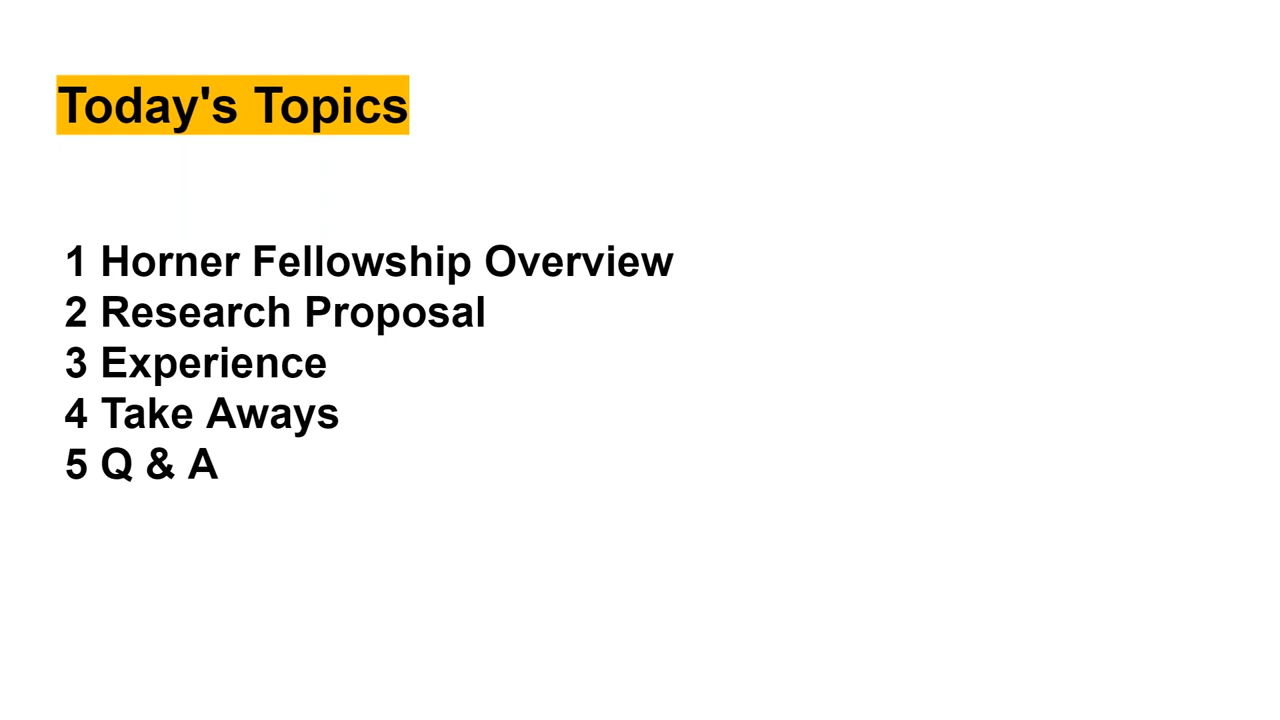 Today's Topics
1 Horner Fellowship Overview
2 Research Proposal
3 Experience
4 Take Aways
5 Q & A